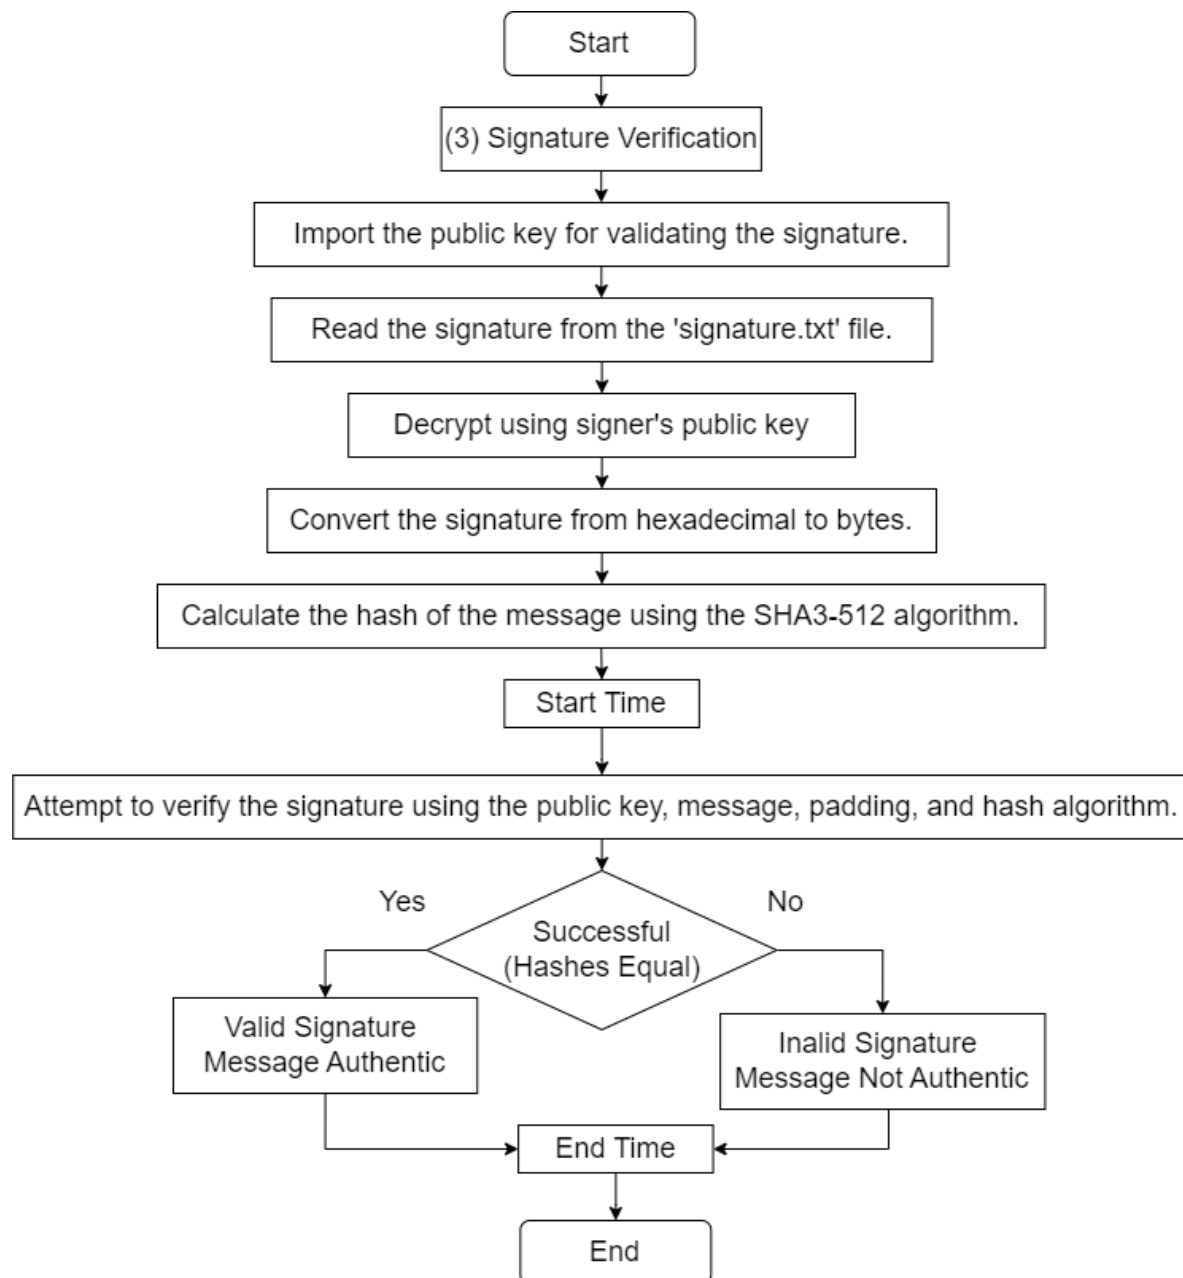 Start
(3) Signature Verification
Import the public key for validating the signature.
Read the signature from the 'signature.txt' file.
Decrypt using signer's public key
Convert the signature from hexadecimal to bytes.
Calculate the hash of the message using the SHA3-512 algorithm.
Start Time
Attempt to verify the signature using the public key, message, padding, and hash algorithm.
Yes
No
Successful
(Hashes Equal)
Valid Signature
Message Authentic
Inalid Signature
Message Not Authentic
End Time
End